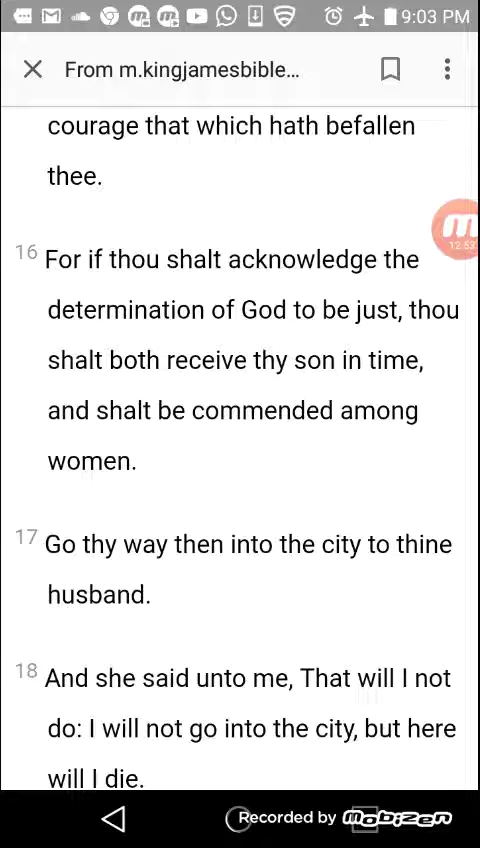 9:03 PM
From m.kingjamesbible...
courage that which hath befallen
thee.
16 For if thou shalt acknowledge the
determination of God to be just, thou
shalt both receive thy son in time,
and shalt be commended among
women.
12:53
17 Go thy way then into the city to thine
husband.
18 And she said unto me, That will I not
do: I will not go into the city, but here
will I die.
Recorded by mobizen